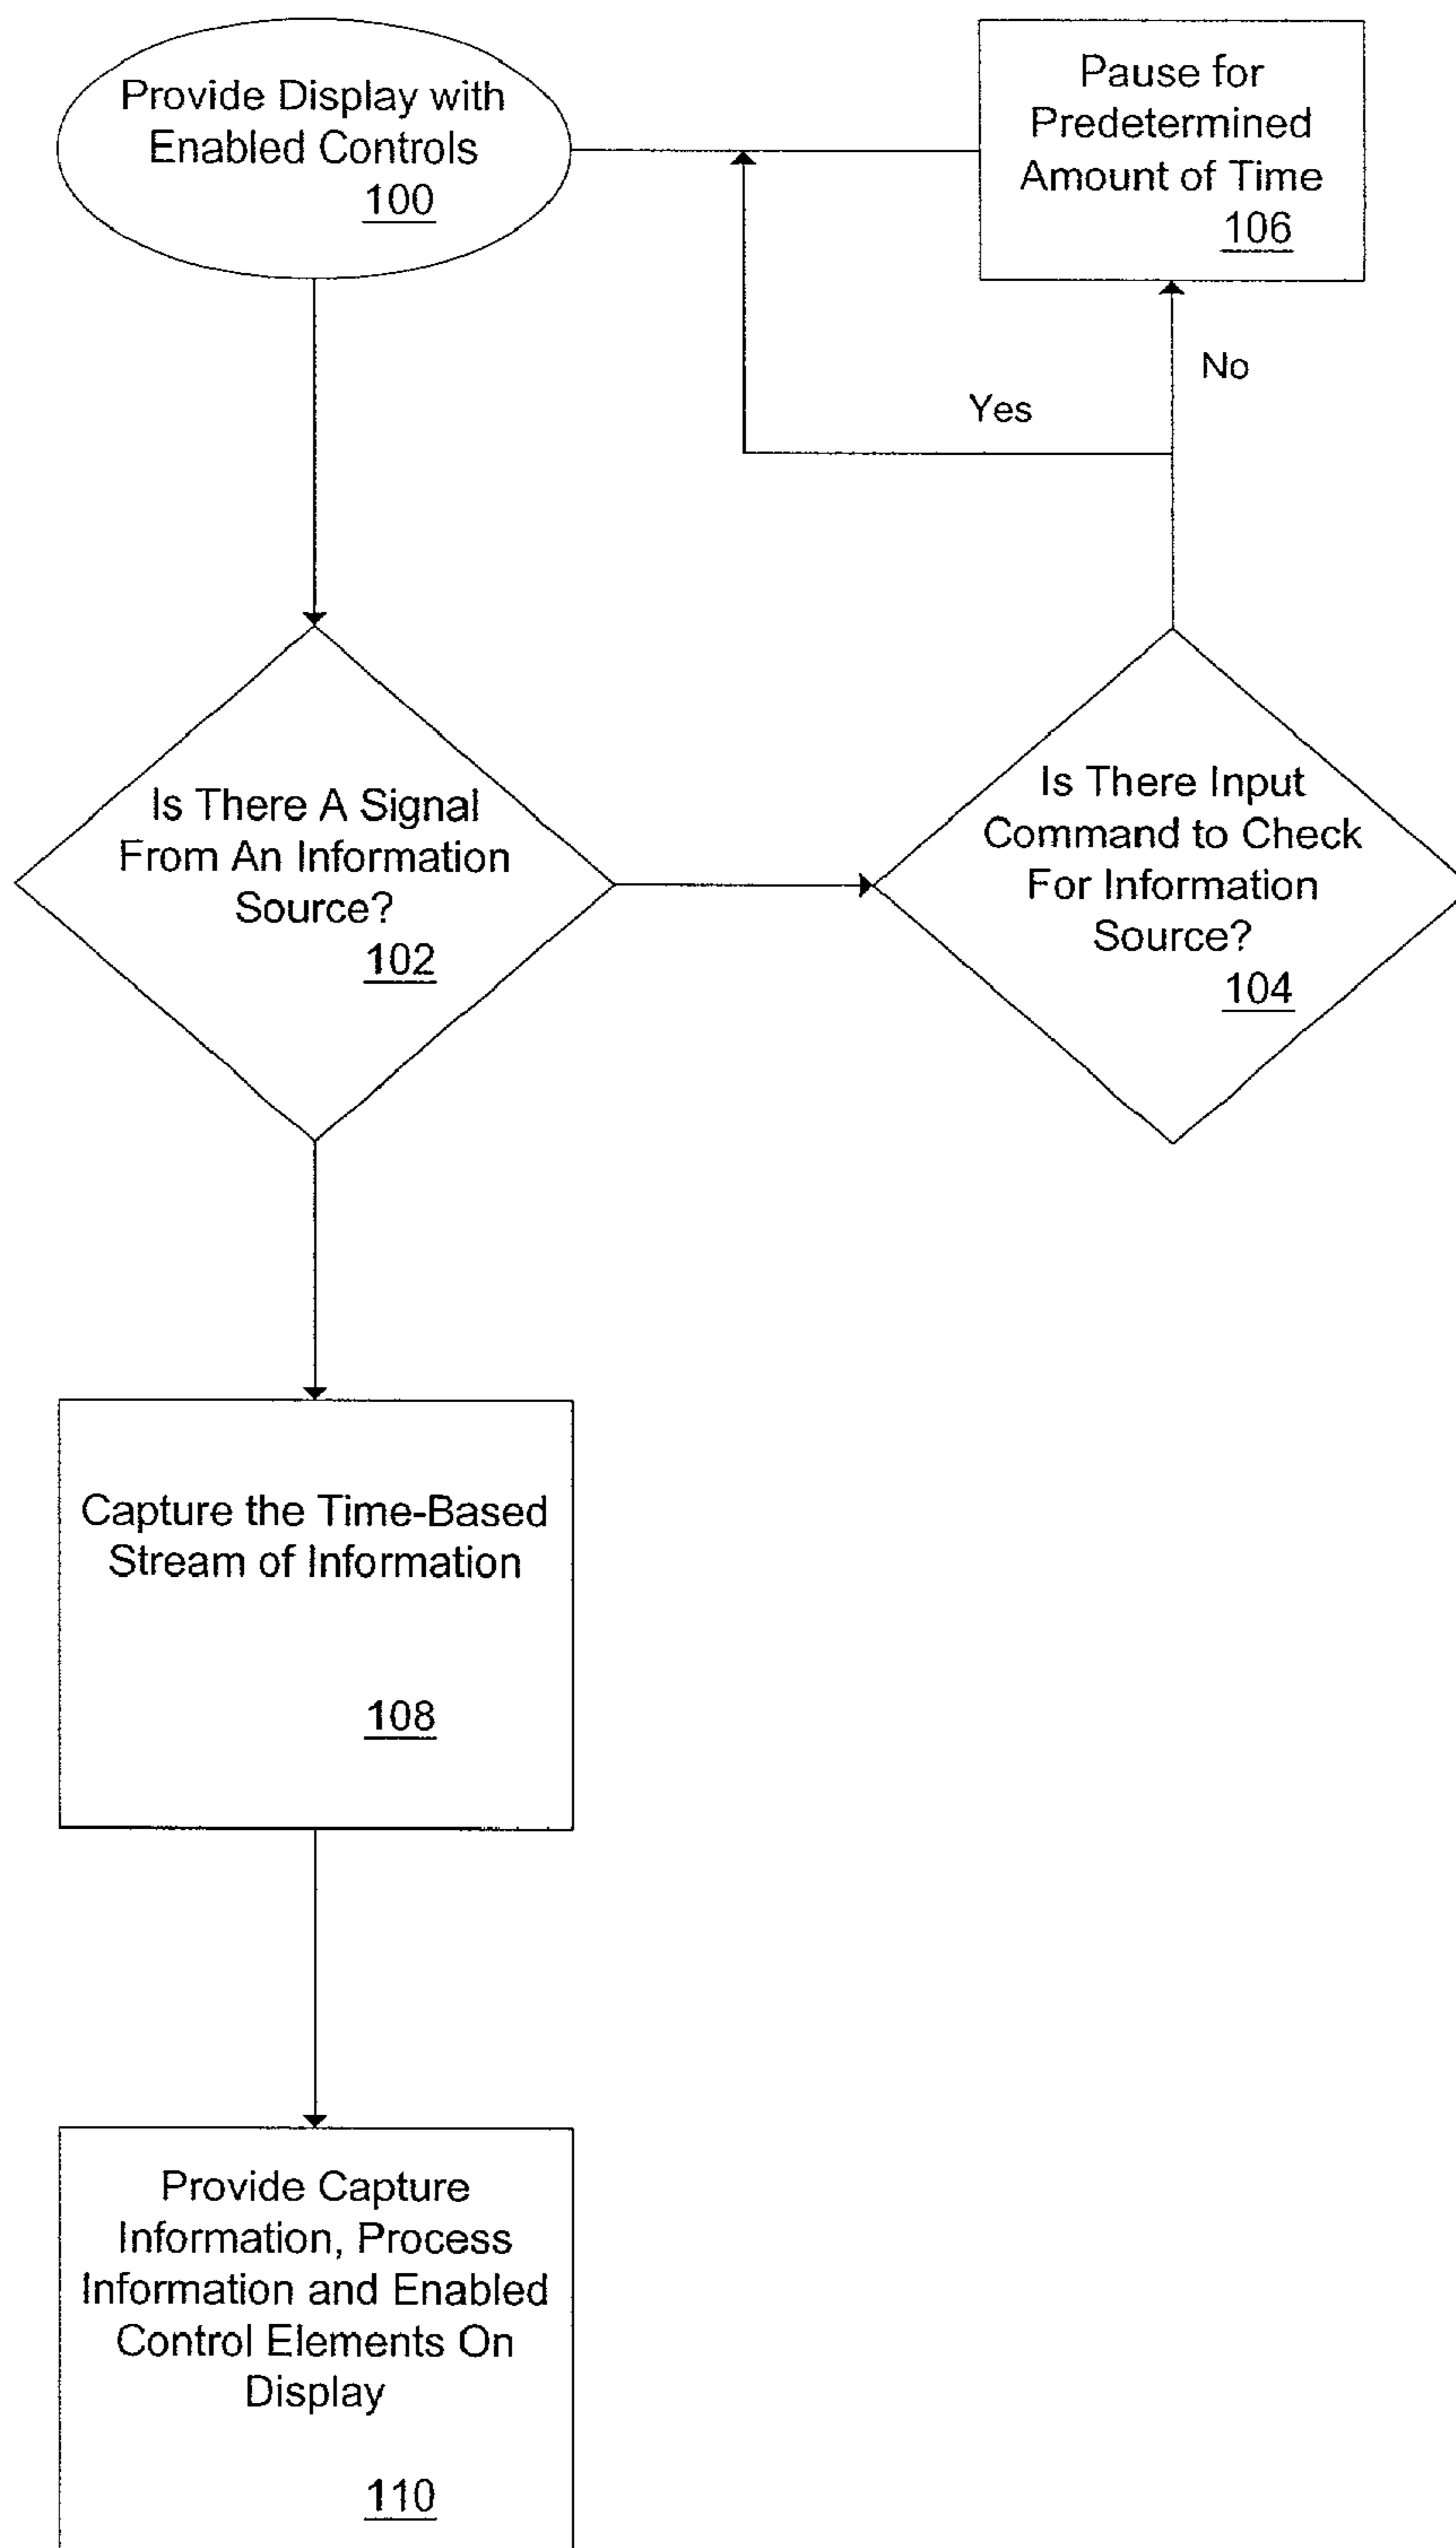 Provide Display with
Enabled Controls
100
Pause for
Predetermined
Amount of Time
106
No
Yes
Is There A Signal
From An Information
Source?
102
Is There Input
Command to Check
For Information
Source?
104
Capture the Time-Based
Stream of Information
108
Provide Capture
Information, Process
Information and Enabled
Control Elements On
Display
110